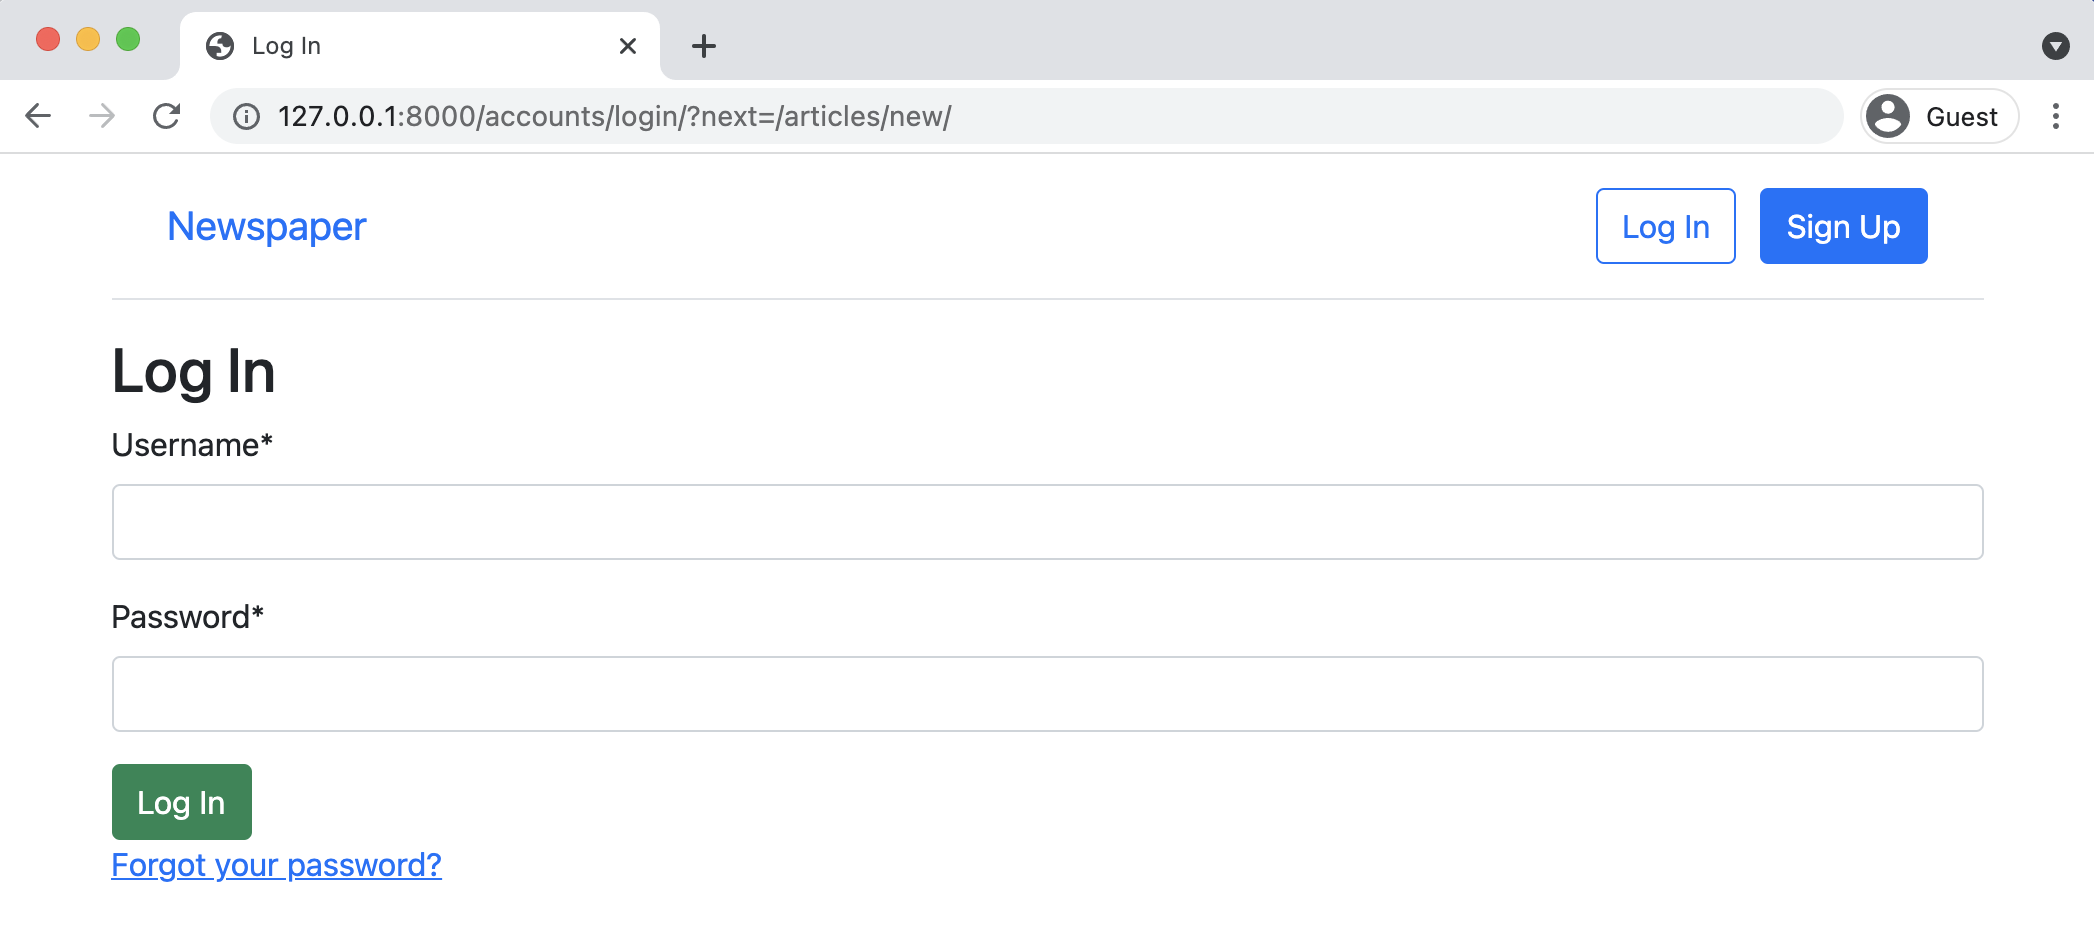 Log In
127.0.0.1:8000/accounts/login/?next=/articles/new/
Guest
Newspaper
Log In
Sign Up
Log In
Username*
Password*
Log In
Forgot your password?